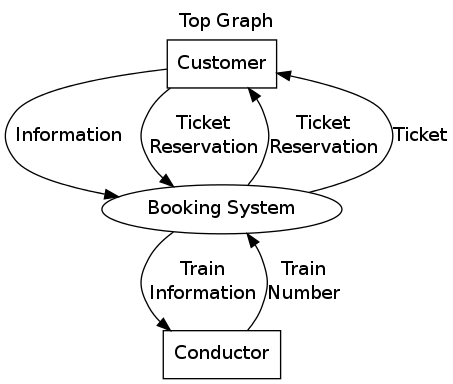 Top Graph
Customer
Information
Ticket
Reservation
Ticket
Reservation
Ticket
Booking System
Train
Information
Train
Number
Conductor